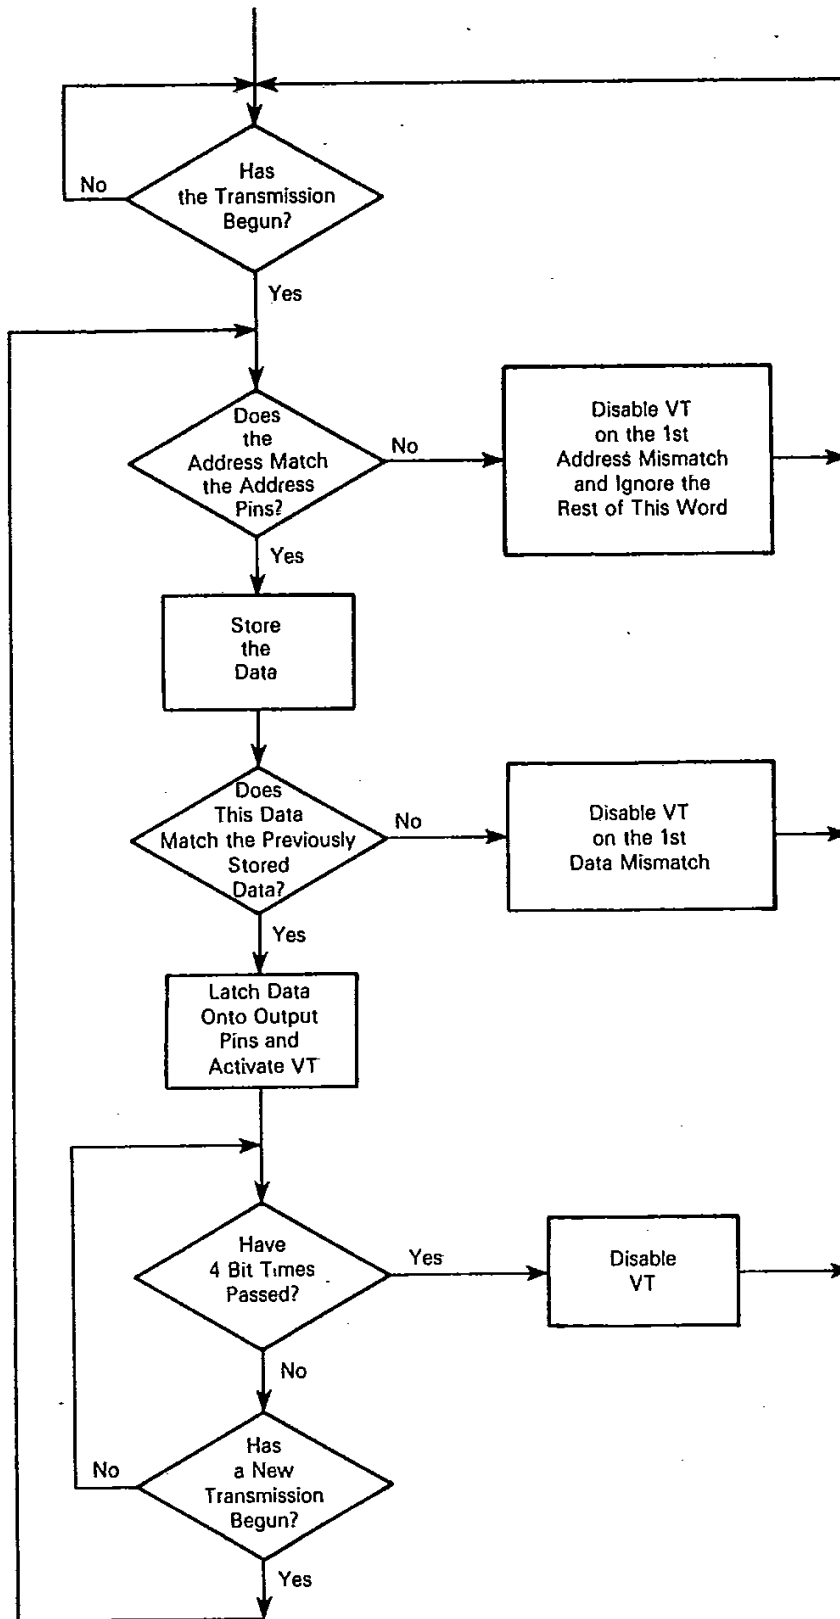 Has
the Transmission
Begun?
No
Yes
Does
the
Address Match
the Address
Pins?
No
Disable VT
on the 1st
Address Mismatch
and Ignore the
Rest of This Word
Yes
Store
the
Data
Does
This Data
Match the Previously
Stored
Data?
No
Disable VT
on the 1st
Data Mismatch
Yes
Latch Data
Onto Output
Pins and
Activate VT
Have
4 Bit Times
Passed?
Yes
Disable
VT
No
Has
a New
Transmission
Begun?
No
Yes